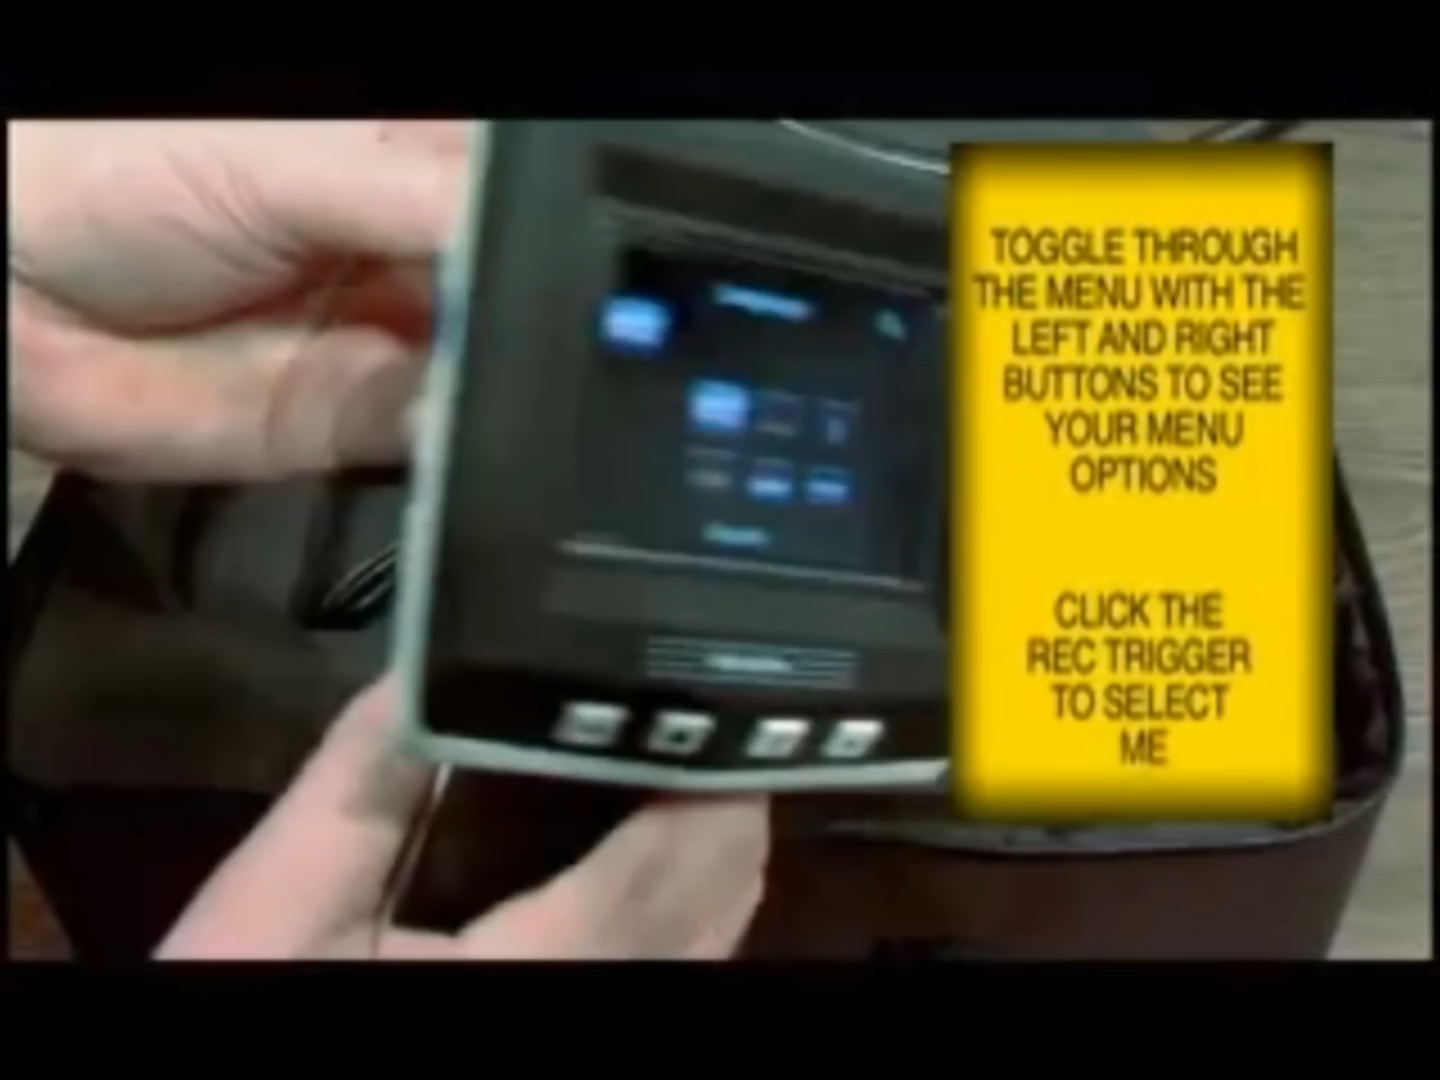 TOGGLE THROUGH
THE MENU WITH THE
LEFT AND RIGHT
BUTTONS TO SEE
YOUR MENU
OPTIONS
CLICK THE
REC TRIGGER
TO SELECT
ME